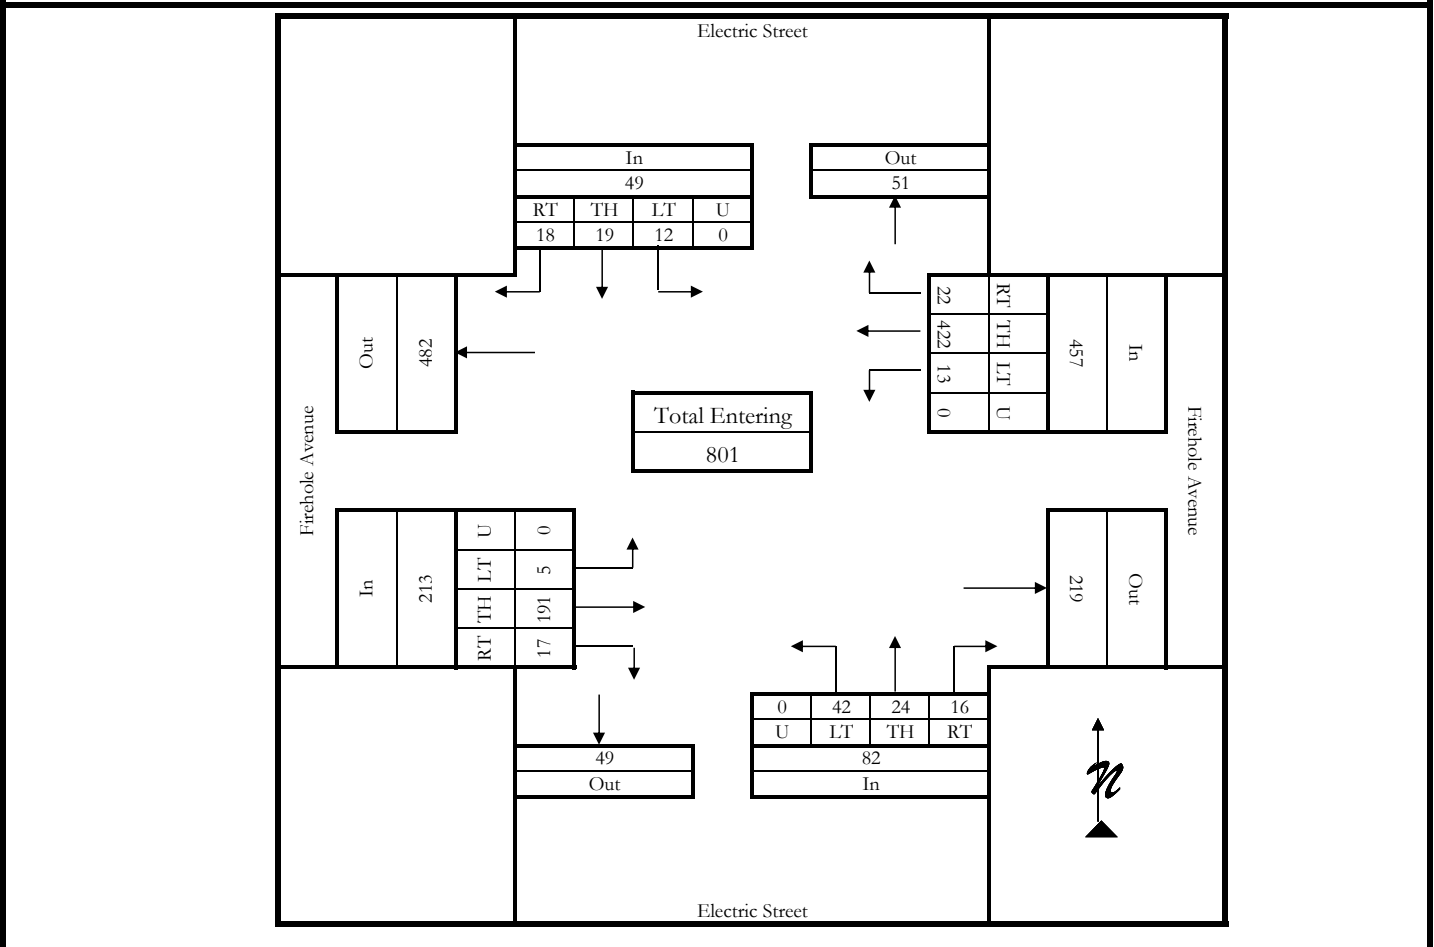 Electric Street
In
49
RT TH LT U
18 19 12 0
Out
51
Out
482
22 RT
422 TH
13 LT
0 U
457
In
Firehole Avenue
Total Entering
801
Firehole Avenue
In
213
U 0
LT 5
TH 191
RT 17
219
Out
0 42 24 16
U LT TH RT
82
In
49
Out
N
Electric Street